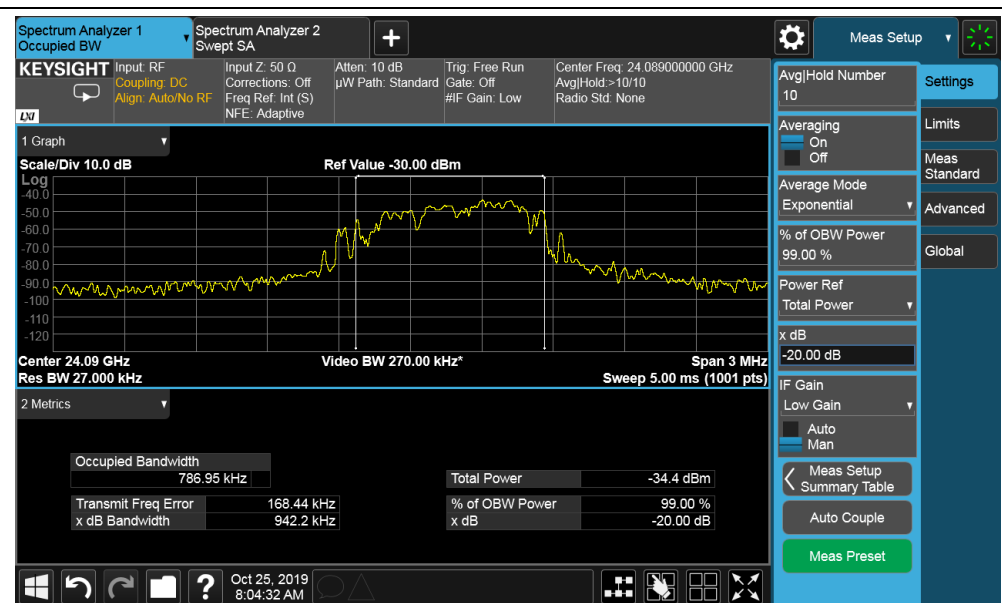 Spectrum Analyzer 1
Occupied BW
Spectrum Analyzer 2
Swept SA
+
Meas Setup
KEYSIGHT
LXI
Input: RF
Coupling: DC
Align: Auto/No RF
Input Z: 50 Ω
Corrections: Off
Freq Ref: Int (S)
NFE: Adaptive
Atten: 10 dB
µW Path: Standard
Trig: Free Run
Gate: Off
#IF Gain: Low
Center Freq: 24.089000000 GHz
Avg|Hold:>10/10
Radio Std: None
1 Graph
Scale/Div 10.0 dB
Ref Value -30.00 dBm
Log
-40.0
-50.0
-60.0
-70.0
-80.0
-90.0
-100
-110
-120
Center 24.09 GHz
Video BW 270.00 kHz*
Span 3 MHz
Res BW 27.000 kHz
Sweep 5.00 ms (1001 pts)
2 Metrics
Occupied Bandwidth
786.95 kHz
Transmit Freq Error 168.44 kHz
x dB Bandwidth 942.2 kHz
Total Power -34.4 dBm
% of OBW Power 99.00 %
x dB -20.00 dB
Avg|Hold Number
10
Averaging
On
Off
Average Mode
Exponential
% of OBW Power
99.00 %
Power Ref
Total Power
x dB
-20.00 dB
IF Gain
Low Gain
Auto
Man
Meas Setup
Summary Table
Auto Couple
Meas Preset
Settings
Limits
Meas
Standard
Advanced
Global
?
Oct 25, 2019
8:04:32 AM